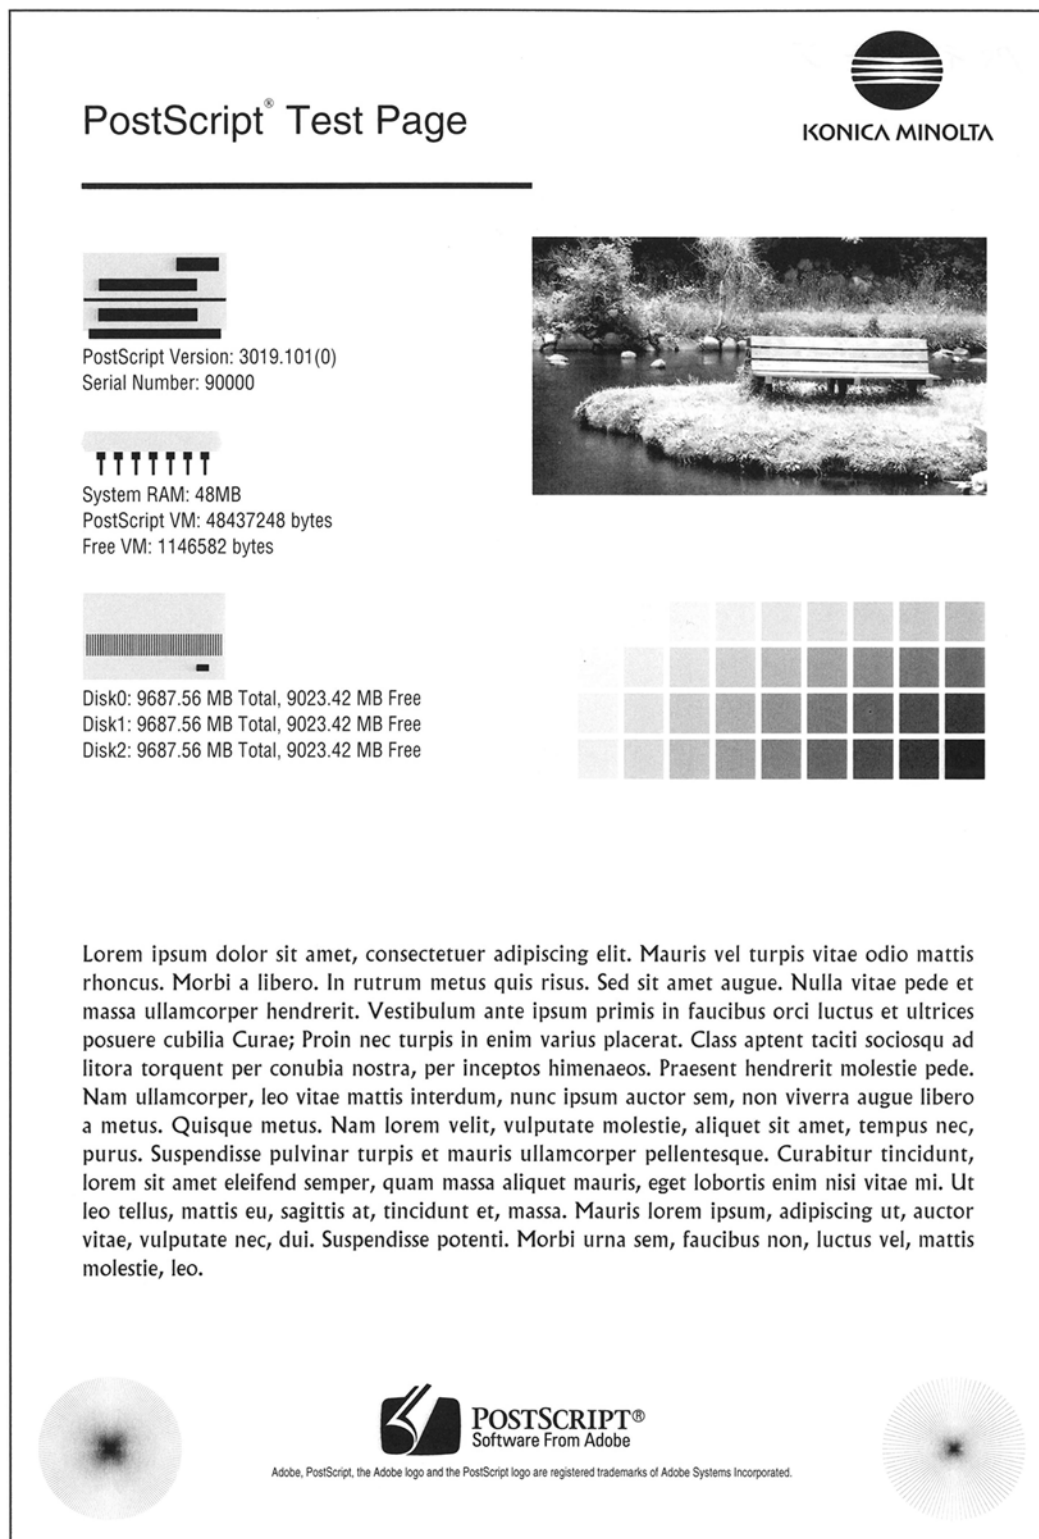 PostScript® Test Page
KONICA MINOLTA
PostScript Version: 3019.101(0)
Serial Number: 90000
System RAM: 48MB
PostScript VM: 48437248 bytes
Free VM: 1146582 bytes
Disk0: 9687.56 MB Total, 9023.42 MB Free
Disk1: 9687.56 MB Total, 9023.42 MB Free
Disk2: 9687.56 MB Total, 9023.42 MB Free
Lorem ipsum dolor sit amet, consectetuer adipiscing elit. Mauris vel turpis vitae odio mattis
rhoncus. Morbi a libero. In rutrum metus quis risus. Sed sit amet augue. Nulla vitae pede et
massa ullamcorper hendrerit. Vestibulum ante ipsum primis in faucibus orci luctus et ultrices
posuere cubilia Curae; Proin nec turpis in enim varius placerat. Class aptent taciti sociosqu ad
litora torquent per conubia nostra, per inceptos himenaeos. Praesent hendrerit molestie pede.
Nam ullamcorper, leo vitae mattis interdum, nunc ipsum auctor sem, non viverra augue libero
a metus. Quisque metus. Nam lorem velit, vulputate molestie, aliquet sit amet, tempus nec,
purus. Suspendisse pulvinar turpis et mauris ullamcorper pellentesque. Curabitur tincidunt,
lorem sit amet eleifend semper, quam massa aliquet mauris, eget lobortis enim nisi vitae mi. Ut
leo tellus, mattis eu, sagittis at, tincidunt et, massa. Mauris lorem ipsum, adipiscing ut, auctor
vitae, vulputate nec, dui. Suspendisse potenti. Morbi urna sem, faucibus non, luctus vel, mattis
molestie, leo.
POSTSCRIPT®
Software From Adobe
Adobe, PostScript, the Adobe logo and the PostScript logo are registered trademarks of Adobe Systems Incorporated.